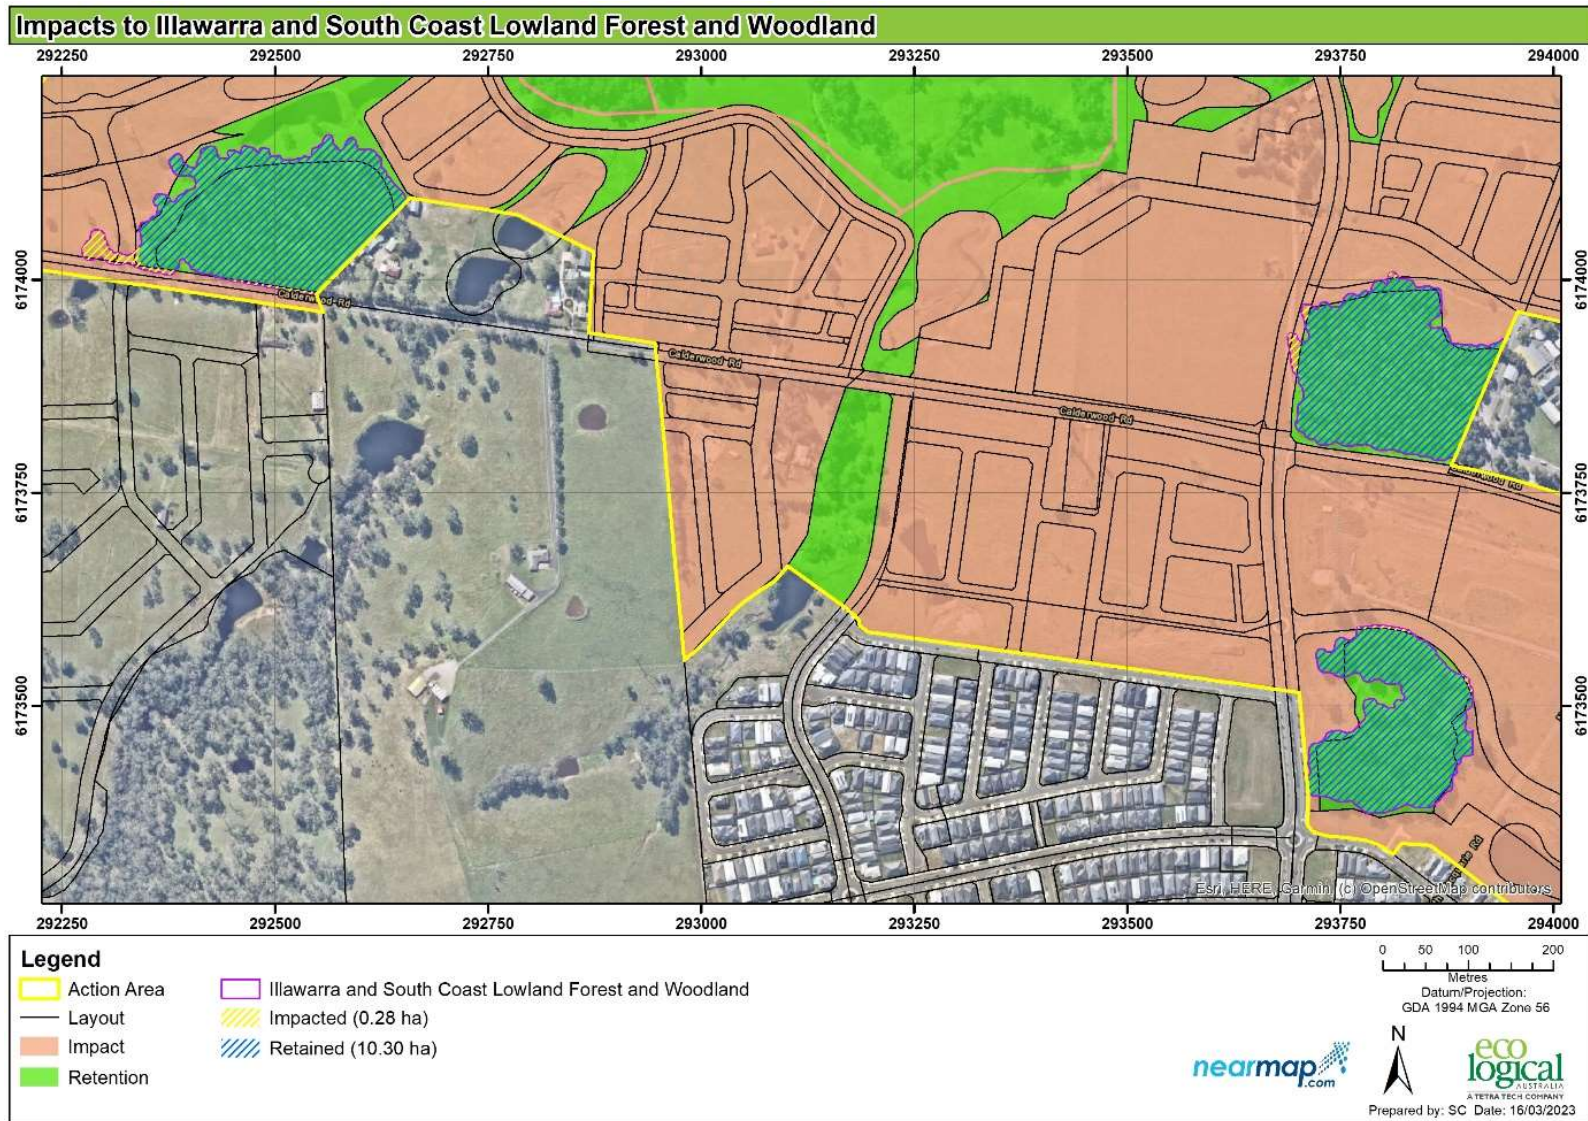 Impacts to Illawarra and South Coast Lowland Forest and Woodland
292250 292500 292750 293000 293250 293500 293750 294000
6174000
6173750
6173500
6174000
6173750
6173500
Calderwood Rd
Calderwood Rd
Calderwood Rd
Calderwood Rd
Rd
Esri, HERE, Garmin, (c) OpenStreetMap contributors
292250 292500 292750 293000 293250 293500 293750 294000
Legend
Action Area
Layout
Impact
Retention
Illawarra and South Coast Lowland Forest and Woodland
Impacted (0.28 ha)
Retained (10.30 ha)
0 50 100 200
Metres
Datum/Projection:
GDA 1994 MGA Zone 56
nearmap
.com
N
eco
logical
AUSTRALIA
A TETRA TECH COMPANY
Prepared by: SC Date: 16/03/2023